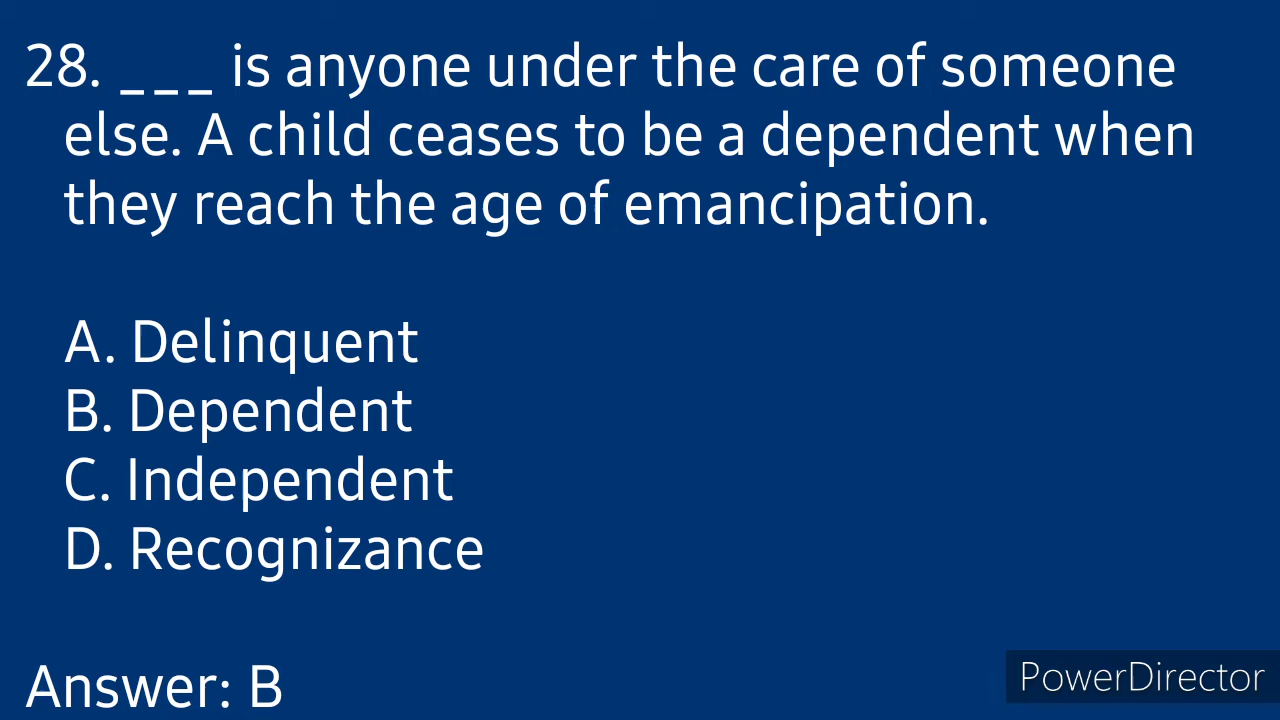 28. _ _ _ is anyone under the care of someone
else. A child ceases to be a dependent when
they reach the age of emancipation.
A. Delinquent
B. Dependent
C. Independent
D. Recognizance
Answer: B
PowerDirector